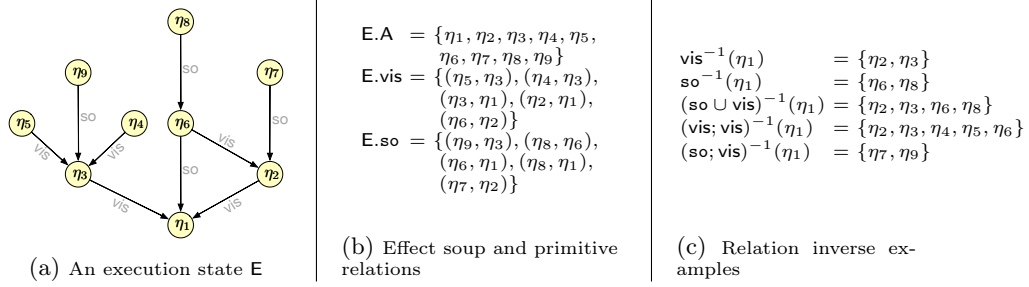 η8
so
η9
η7
so
so
η5
η4
η6
vis
vis
vis
so
η3
η2
vis
vis
η1
(a) An execution state E
E.A = {η1, η2, η3, η4, η5,
η6, η7, η8, η9}
E.vis = {(η5, η3), (η4, η3),
(η3, η1), (η2, η1),
(η6, η2)}
E.so = {(η9, η3), (η8, η6),
(η6, η1), (η8, η1),
(η7, η2)}
(b) Effect soup and primitive
relations
vis⁻¹(η1) = {η2, η3}
so⁻¹(η1) = {η6, η8}
(so ∪ vis)⁻¹(η1) = {η2, η3, η6, η8}
(vis; vis)⁻¹(η1) = {η2, η3, η4, η5, η6}
(so; vis)⁻¹(η1) = {η7, η9}
(c) Relation inverse ex-
amples